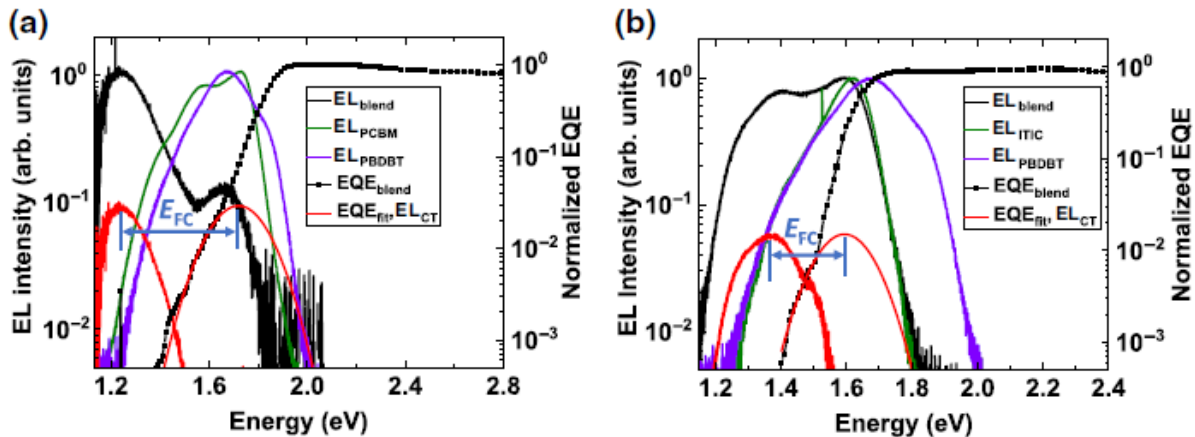 (a)
EL intensity (arb. units)
10⁰
10⁻¹
10⁻²
E_FC
EL_blend
EL_PCBM
EL_PBDBT
EQE_blend
EQE_fit, EL_CT
10⁰
10⁻¹
10⁻²
10⁻³
Normalized EQE
1.2 1.6 2.0 2.4 2.8
Energy (eV)
(b)
EL Intensity (arb. units)
10⁰
10⁻¹
10⁻²
E_FC
EL_blend
EL_ITIC
EL_PBDBT
EQE_blend
EQE_fit, EL_CT
10⁰
10⁻¹
10⁻²
10⁻³
Normalized EQE
1.2 1.4 1.6 1.8 2.0 2.2 2.4
Energy (eV)